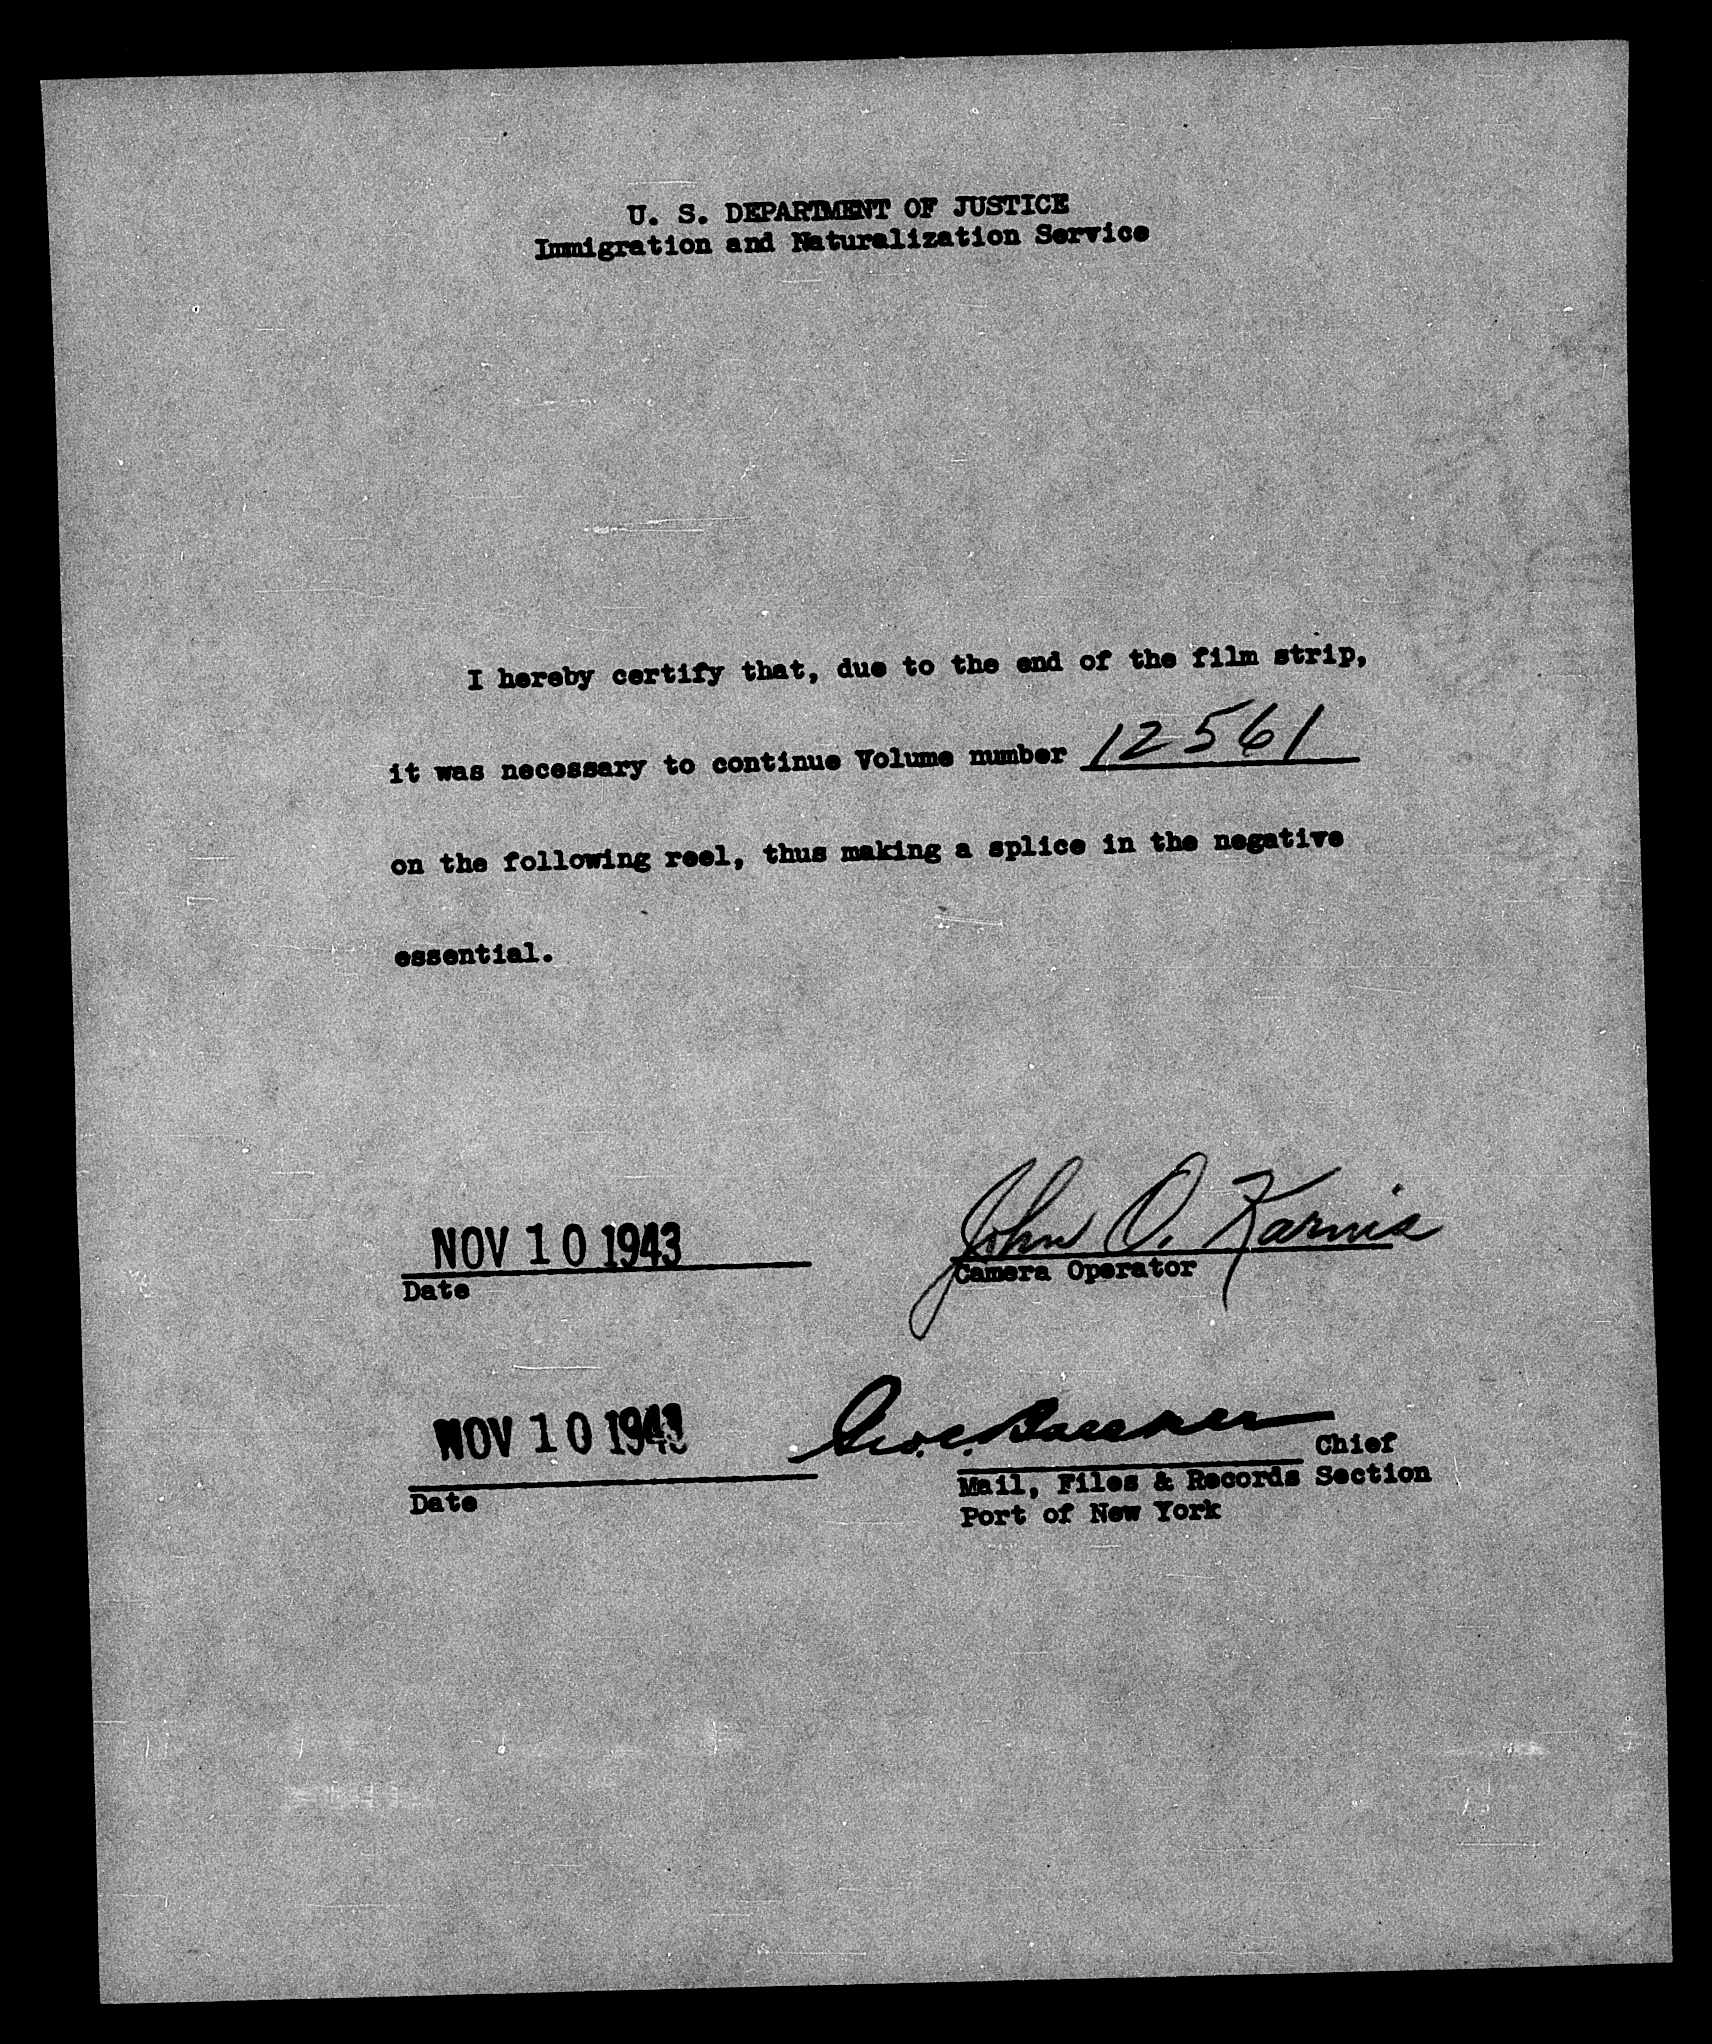 U. S. DEPARTMENT OF JUSTICE
Immigration and Naturalization Service
I hereby certify that, due to the end of the film strip,
it was necessary to continue Volume number 12561
on the following reel, thus making a splice in the negative
essential.
NOV 10 1943
Date
John O. Karnis
Camera Operator
NOV 10 1943
Date
Chief
Mail, Files & Records Section
Port of New York